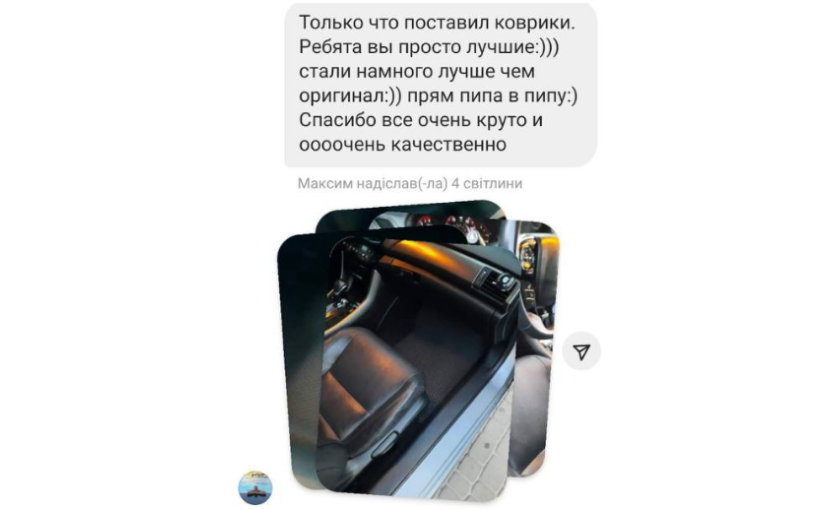 Только что поставил коврики.
Ребята вы просто лучшие:)))
стали намного лучше чем
оригинал:)) прям пипа в пипу:)
Спасибо все очень круто и
оооочень качественно
Максим надіслав(-ла) 4 світлини